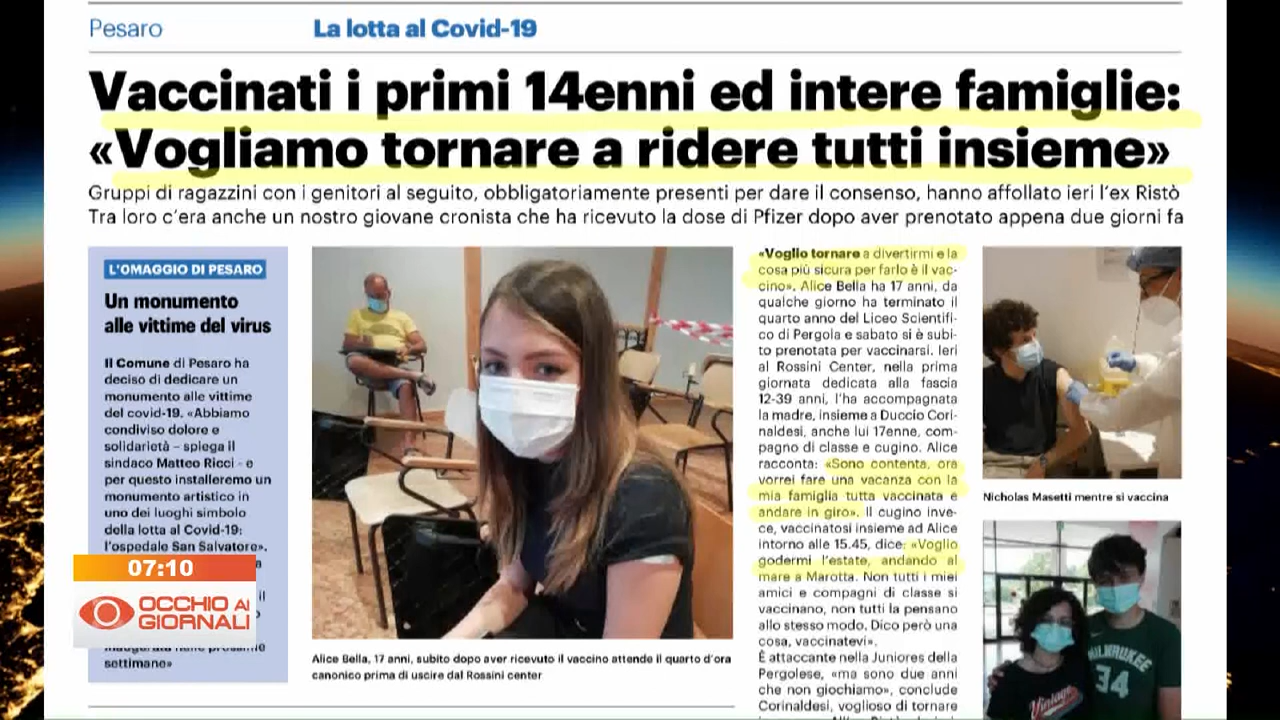 Pesaro
La lotta al Covid-19
Vaccinati i primi 14enni ed intere famiglie:
«Vogliamo tornare a ridere tutti insieme»
Gruppi di ragazzini con i genitori al seguito, obbligatoriamente presenti per dare il consenso, hanno affollato ieri l'ex Ristò
Tra loro c'era anche un nostro giovane cronista che ha ricevuto la dose di Pfizer dopo aver prenotato appena due giorni fa
L'OMAGGIO DI PESARO
Un monumento
alle vittime del virus
Il Comune di Pesaro ha
deciso di dedicare un
monumento alle vittime
del covid-19. «Abbiamo
condiviso dolore e
solidarietà – spiega il
sindaco Matteo Ricci - e
per questo installeremo un
monumento artistico in
uno dei luoghi simbolo
della lotta al Covid-19:
l'ospedale San Salvatore».
il
settimane»
07:10
OCCHIO AI
GIORNALI
Alice Bella, 17 anni, subito dopo aver ricevuto il vaccino attende il quarto d'ora
canonico prima di uscire dal Rossini center
«Voglio tornare a divertirmi e la
cosa più sicura per farlo è il vac-
cino». Alice Bella ha 17 anni, da
qualche giorno ha terminato il
quarto anno del Liceo Scientifi-
co di Pergola e sabato si è subi-
to prenotata per vaccinarsi. Ieri
al Rossini Center, nella prima
giornata dedicata alla fascia
12-39 anni, l'ha accompagnata
la madre, insieme a Duccio Cori-
naldesi, anche lui 17enne, com-
pagno di classe e cugino. Alice
racconta: «Sono contenta, ora
vorrei fare una vacanza con la
mia famiglia tutta vaccinata e
andare in giro». Il cugino inve-
ce, vaccinatosi insieme ad Alice
intorno alle 15.45, dice: «Voglio
godermi l'estate, andando al
mare a Marotta. Non tutti i miei
amici e compagni di classe si
vaccinano, non tutti la pensano
allo stesso modo. Dico però una
cosa, vaccinatevi».
È attaccante nella Juniores della
Pergolese, «ma sono due anni
che non giochiamo», conclude
Corinaldesi, voglioso di tornare
Nicholas Masetti mentre si vaccina
MILWAUKEE
34
Vintage